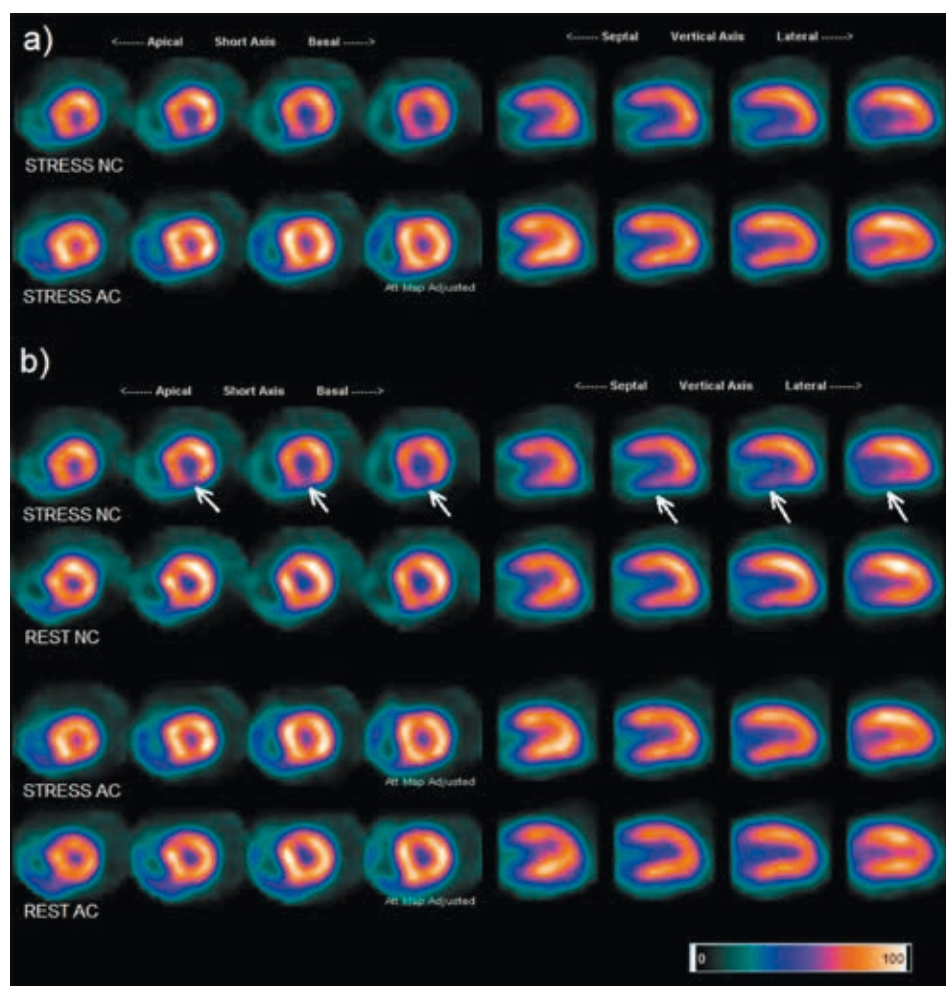 a)
<------ Apical Short Axis Basal ------>
<------ Septal Vertical Axis Lateral ------>
STRESS NC
STRESS AC
Att Map Adjusted
b)
<------ Apical Short Axis Basal ------>
<------ Septal Vertical Axis Lateral ------>
STRESS NC
REST NC
STRESS AC
Att Map Adjusted
REST AC
Att Map Adjusted
0 100